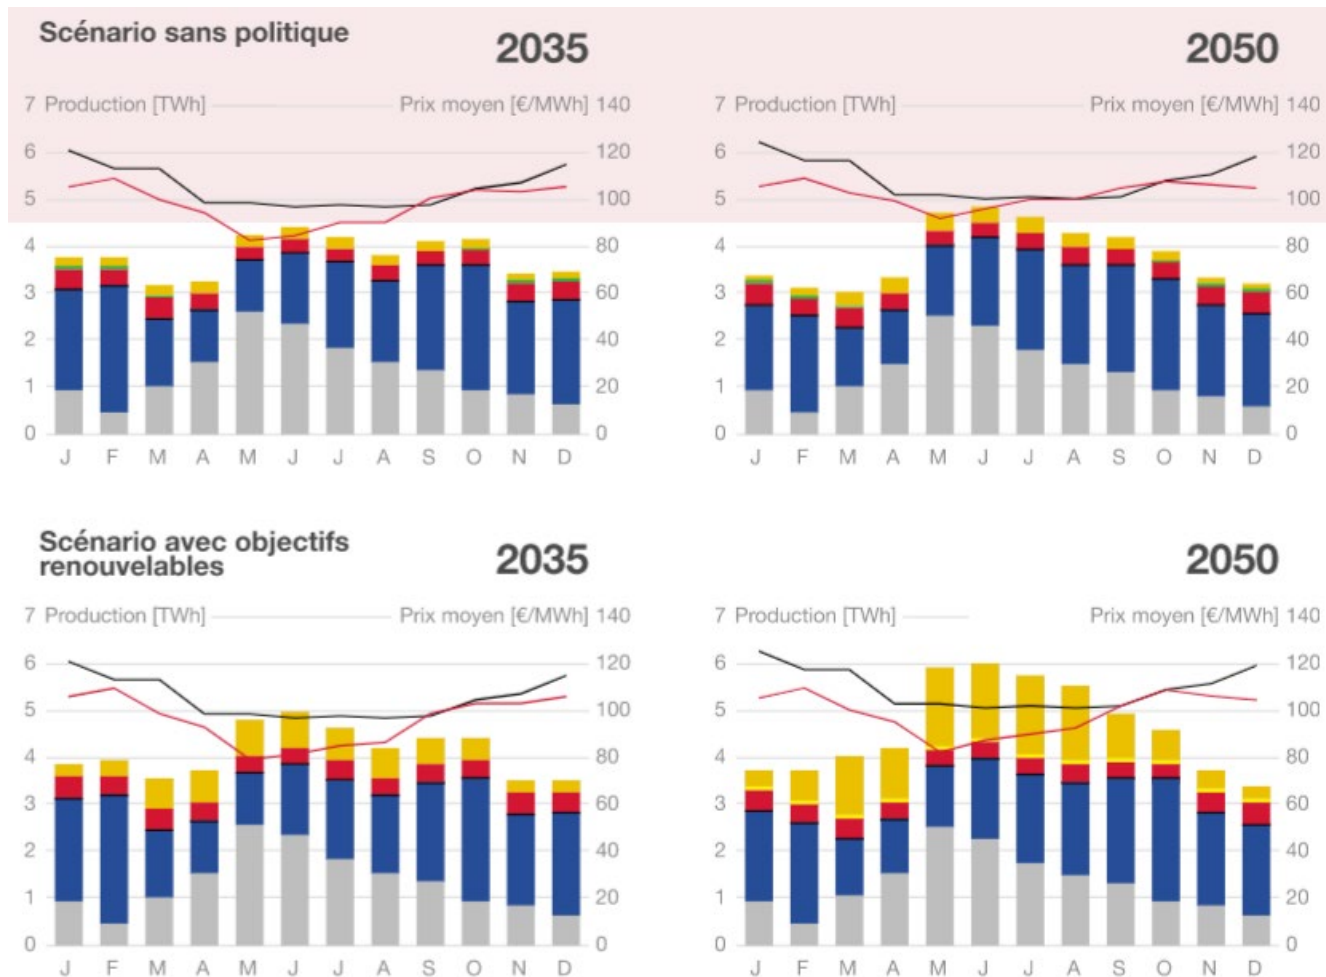 Scénario sans politique
2035
2050
7 Production [TWh] Prix moyen [€/MWh] 140
7 Production [TWh] Prix moyen [€/MWh] 140
6 120
6 120
5 100
5 100
4 80
4 80
3 60
3 60
2 40
2 40
1 20
1 20
0 0
0 0
J F M A M J J A S O N D
J F M A M J J A S O N D
Scénario avec objectifs
renouvelables
2035
2050
7 Production [TWh] Prix moyen [€/MWh] 140
7 Production [TWh] Prix moyen [€/MWh] 140
6 120
6 120
5 100
5 100
4 80
4 80
3 60
3 60
2 40
2 40
1 20
1 20
0 0
0 0
J F M A M J J A S O N D
J F M A M J J A S O N D